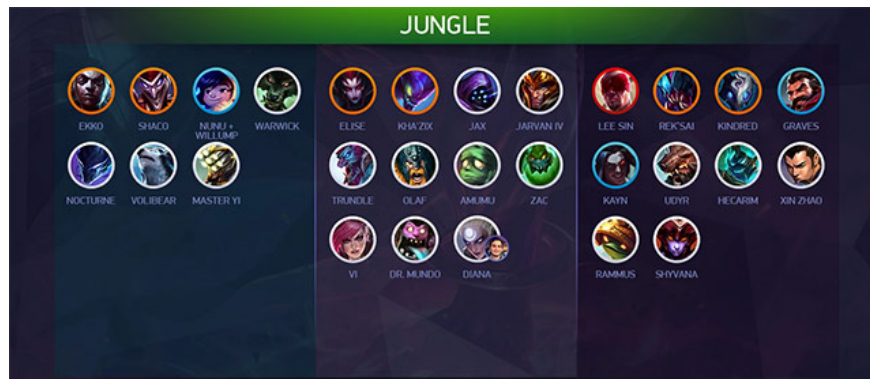 JUNGLE
EKKO
SHACO
NUNU +
WILLUMP
WARWICK
NOCTURNE
VOLIBEAR
MASTER YI
ELISE
KHA'ZIX
JAX
JARVAN IV
TRUNDLE
OLAF
AMUMU
ZAC
VI
DR. MUNDO
DIANA
LEE SIN
REK'SAI
KINDRED
GRAVES
KAYN
UDYR
HECARIM
XIN ZHAO
RAMMUS
SHYVANA